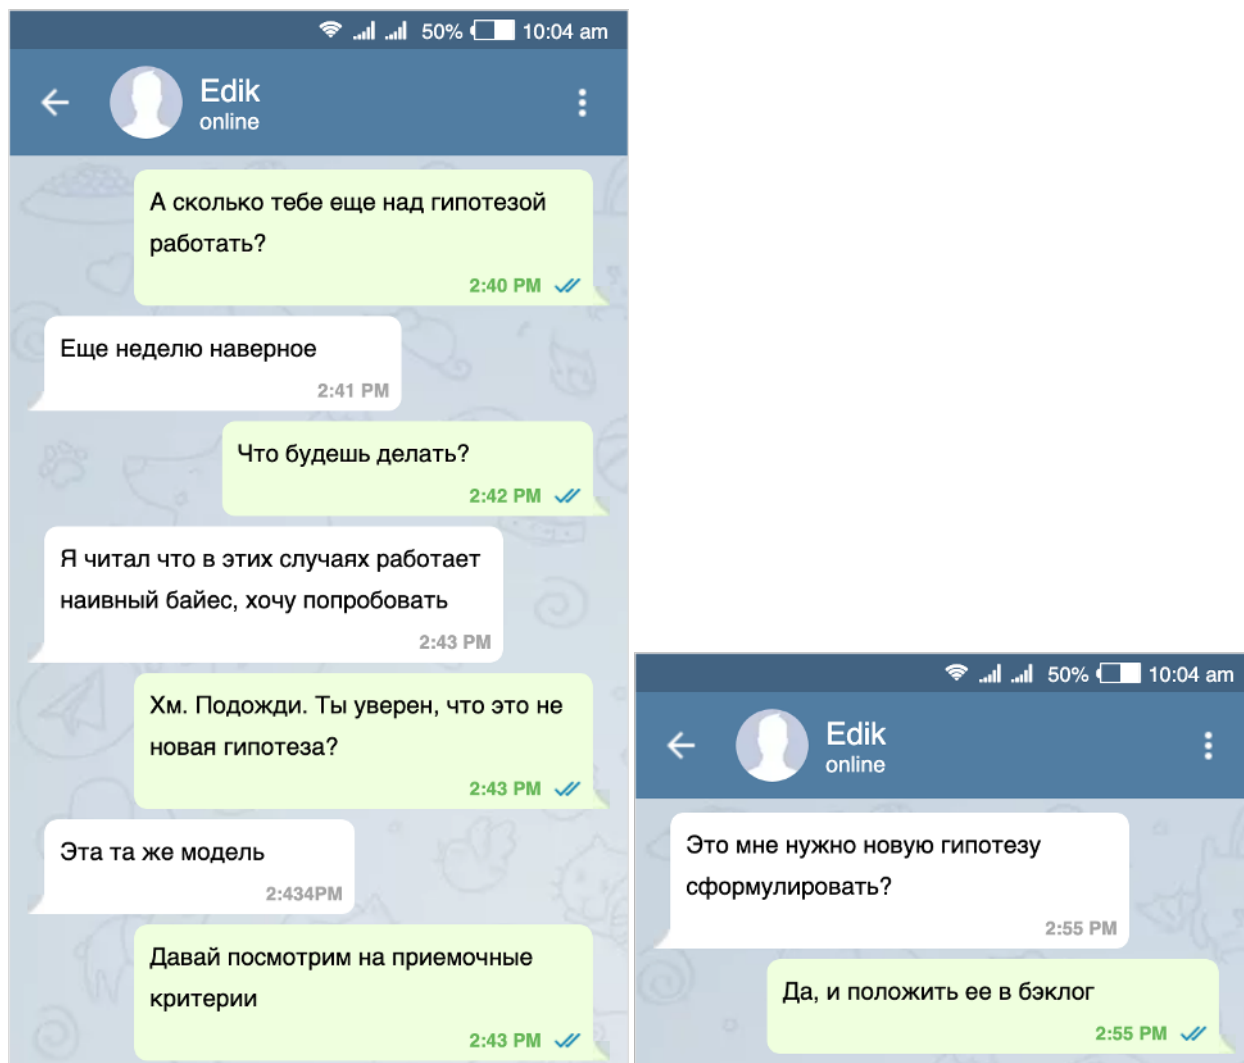 50% 10:04 am
Edik
online
А сколько тебе еще над гипотезой
работать?
2:40 PM
Еще неделю наверное
2:41 PM
Что будешь делать?
2:42 PM
Я читал что в этих случаях работает
наивный байес, хочу попробовать
2:43 PM
Хм. Подожди. Ты уверен, что это не
новая гипотеза?
2:43 PM
Эта та же модель
2:434PM
Давай посмотрим на приемочные
критерии
2:43 PM
50% 10:04 am
Edik
online
Это мне нужно новую гипотезу
сформулировать?
2:55 PM
Да, и положить ее в бэклог
2:55 PM